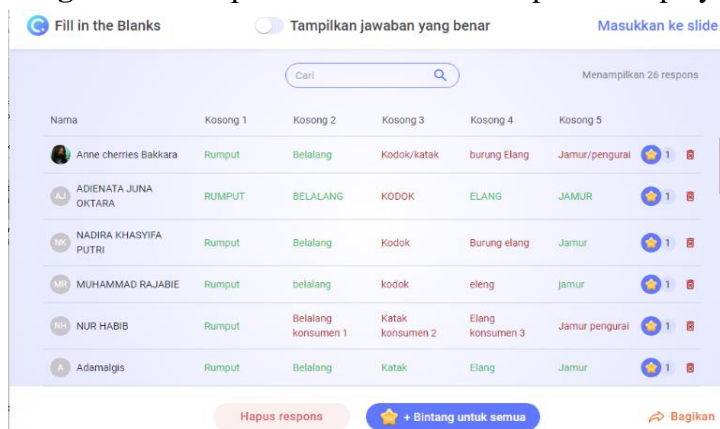 Fill in the Blanks Tampilkan jawaban yang benar Masukkan ke slide
Cari Menampilkan 26 respons
Nama Kosong 1 Kosong 2 Kosong 3 Kosong 4 Kosong 5
Anne cherries Bakkara Rumput Belalang Kodok/katak burung Elang Jamur/pengurai 1
AJ ADIENATA JUNA OKTARA RUMPUT BELALANG KODOK ELANG JAMUR 1
NK NADIRA KHASYIFA PUTRI Rumput Belalang Kodok Burung elang Jamur 1
MR MUHAMMAD RAJABIE Rumput belalang kodok eleng jamur 1
NH NUR HABIB Rumput Belalang konsumen 1 Katak konsumen 2 Elang konsumen 3 Jamur pengurai 1
A Adamalgis Rumput Belalang Katak Elang Jamur 1
Hapus respons + Bintang untuk semua Bagikan